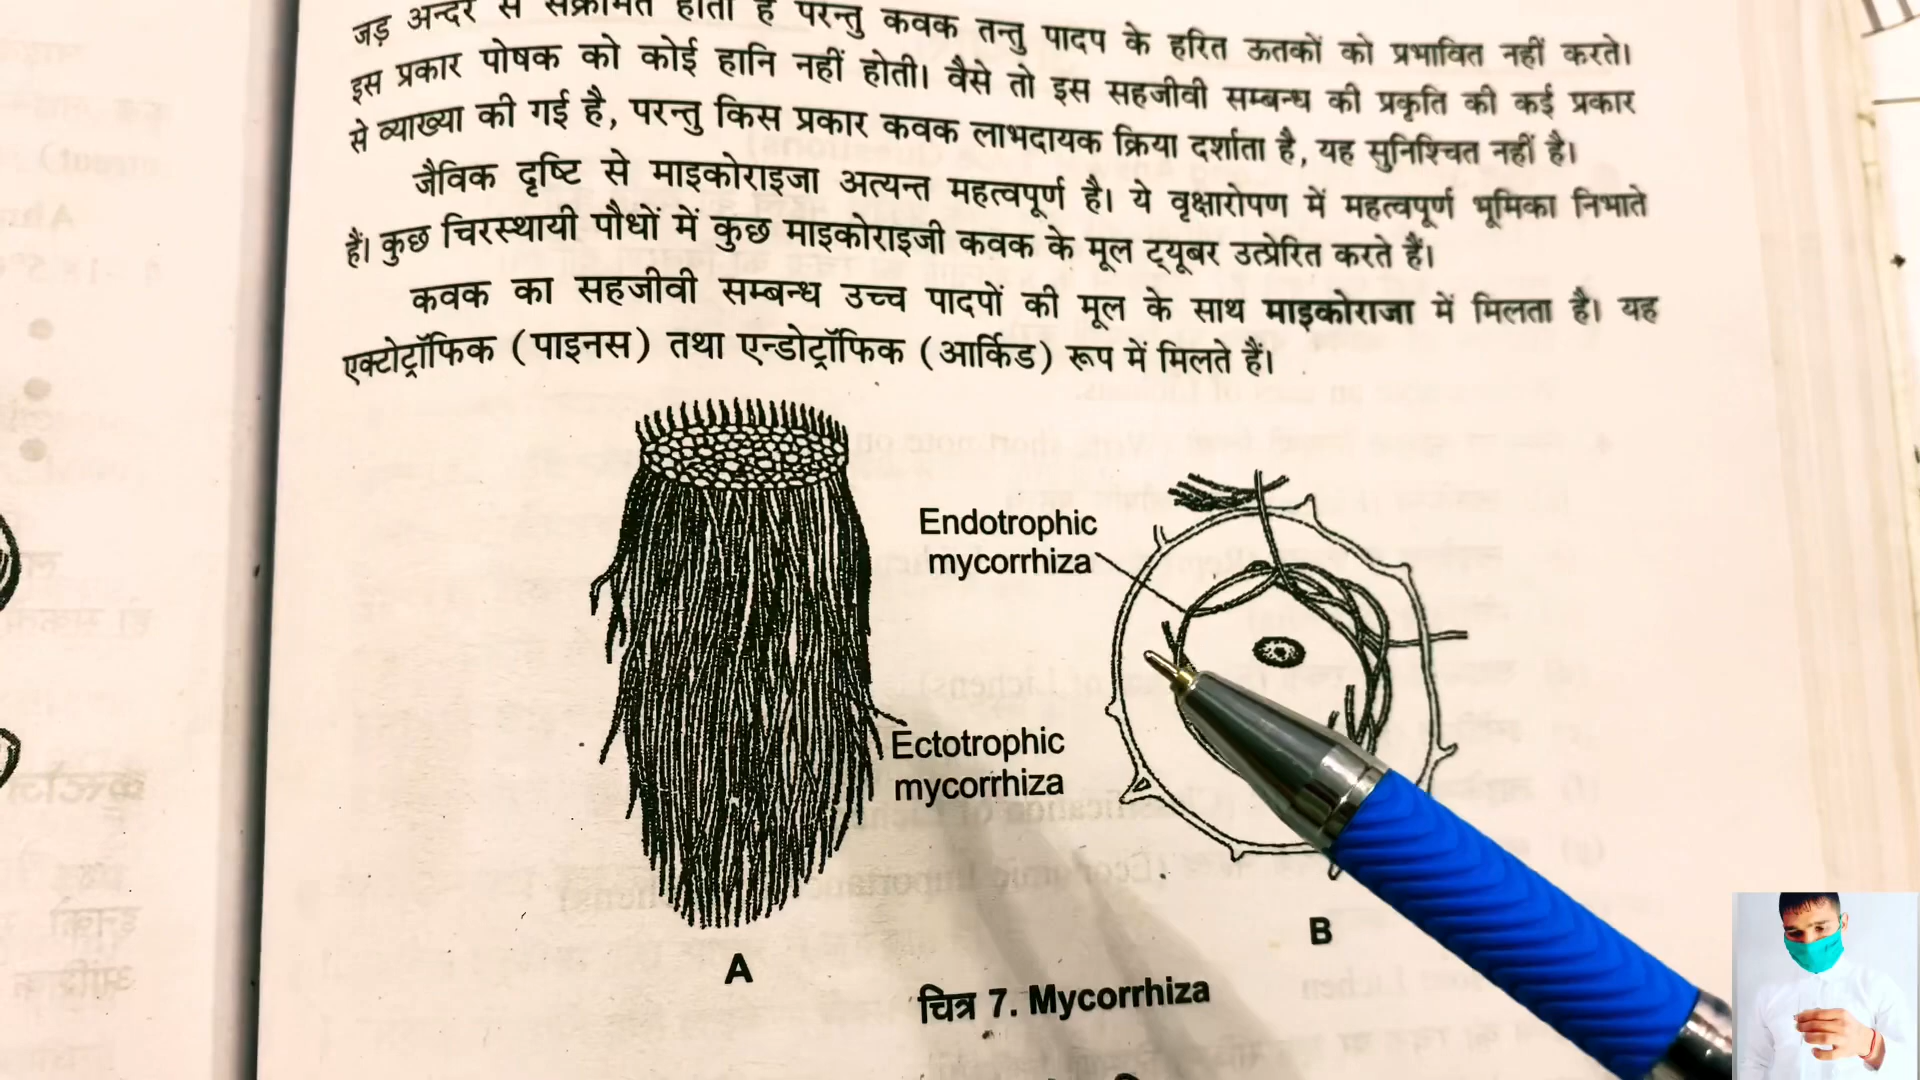 जड़ अन्दर से संक्रमित होती है परन्तु कवक तन्तु पादप के हरित ऊतकों को प्रभावित नहीं करते।
इस प्रकार पोषक को कोई हानि नहीं होती। वैसे तो इस सहजीवी सम्बन्ध की प्रकृति की कई प्रकार
से व्याख्या की गई है, परन्तु किस प्रकार कवक लाभदायक क्रिया दर्शाता है, यह सुनिश्चित नहीं है।
जैविक दृष्टि से माइकोराइजा अत्यन्त महत्वपूर्ण है। ये वृक्षारोपण में महत्वपूर्ण भूमिका निभाते
हैं। कुछ चिरस्थायी पौधों में कुछ माइकोराइजी कवक के मूल ट्यूबर उत्प्रेरित करते हैं।
कवक का सहजीवी सम्बन्ध उच्च पादपों की मूल के साथ माइकोराजा में मिलता है। यह
एक्टोट्रॉफिक (पाइनस) तथा एन्डोट्रॉफिक (आर्किड) रूप में मिलते हैं।
Endotrophic
mycorrhiza
Ectotrophic
mycorrhiza
A
B
चित्र 7. Mycorrhiza